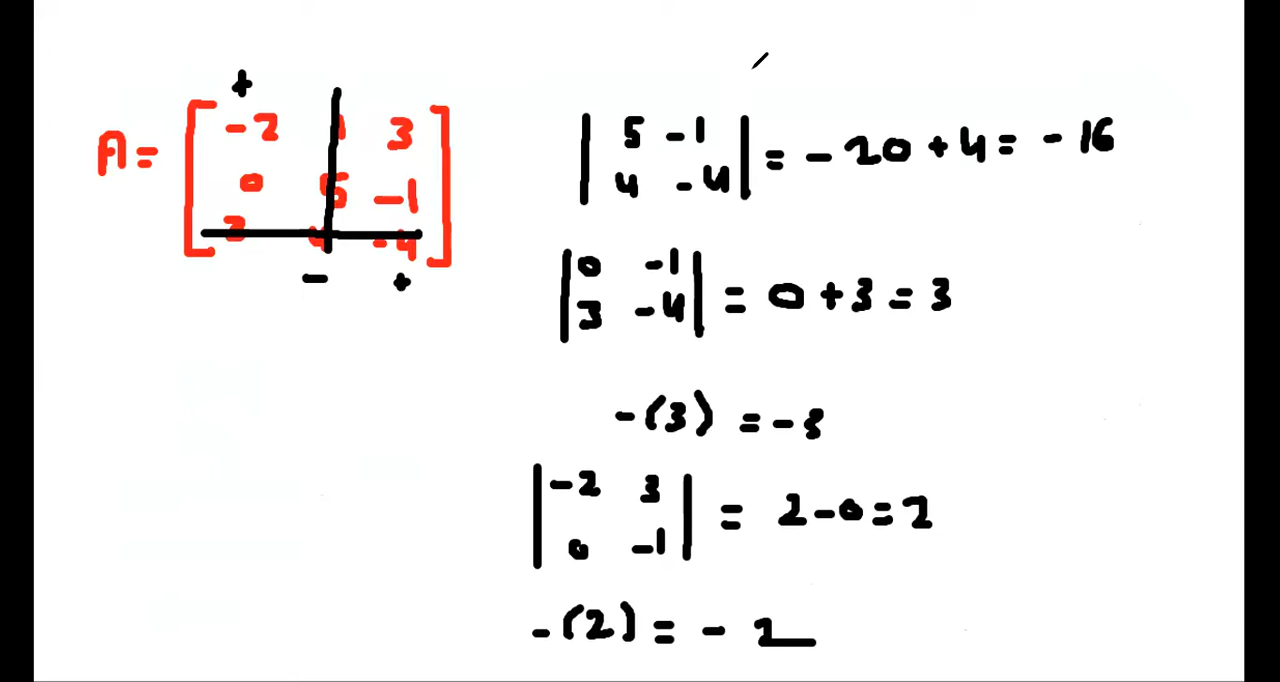 +
A = [ -2 1 3
0 5 -1
3 4 -4 ]
- +
| 5 -1
4 -4 | = - 20 + 4 = - 16
| 0 -1
3 -4 | = 0 + 3 = 3
- (3) = - 3
| -2 3
0 -1 | = 2 - 0 = 2
- (2) = - 2